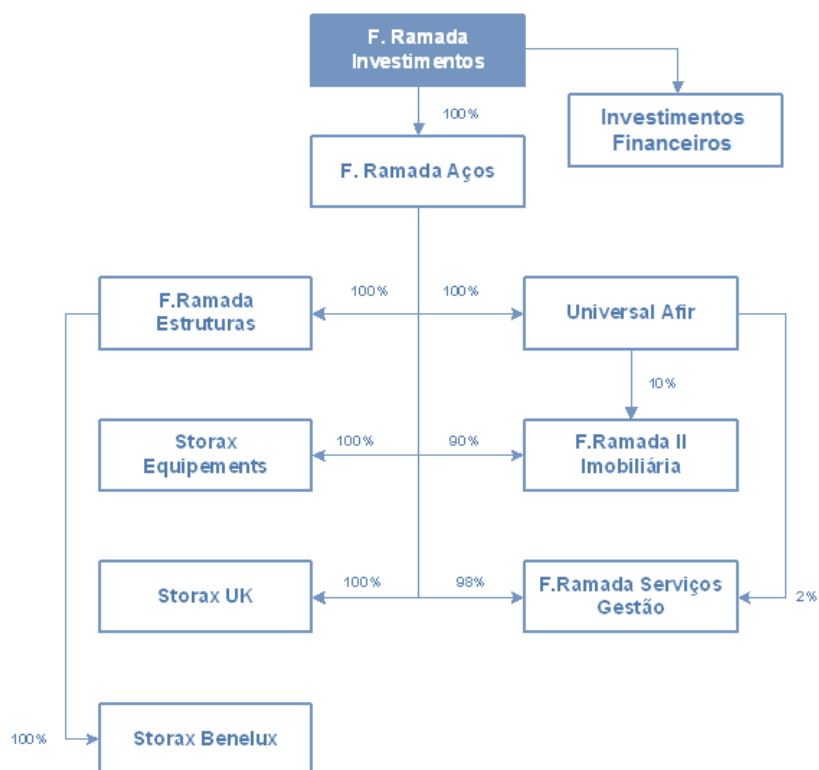 F. Ramada
Investimentos
100%
Investimentos
Financeiros
F. Ramada Aços
F.Ramada
Estruturas
100%
100%
Universal Afir
10%
Storax
Equipements
100%
90%
F.Ramada II
Imobiliária
Storax UK
100%
98%
F.Ramada Serviços
Gestão
2%
100%
Storax Benelux